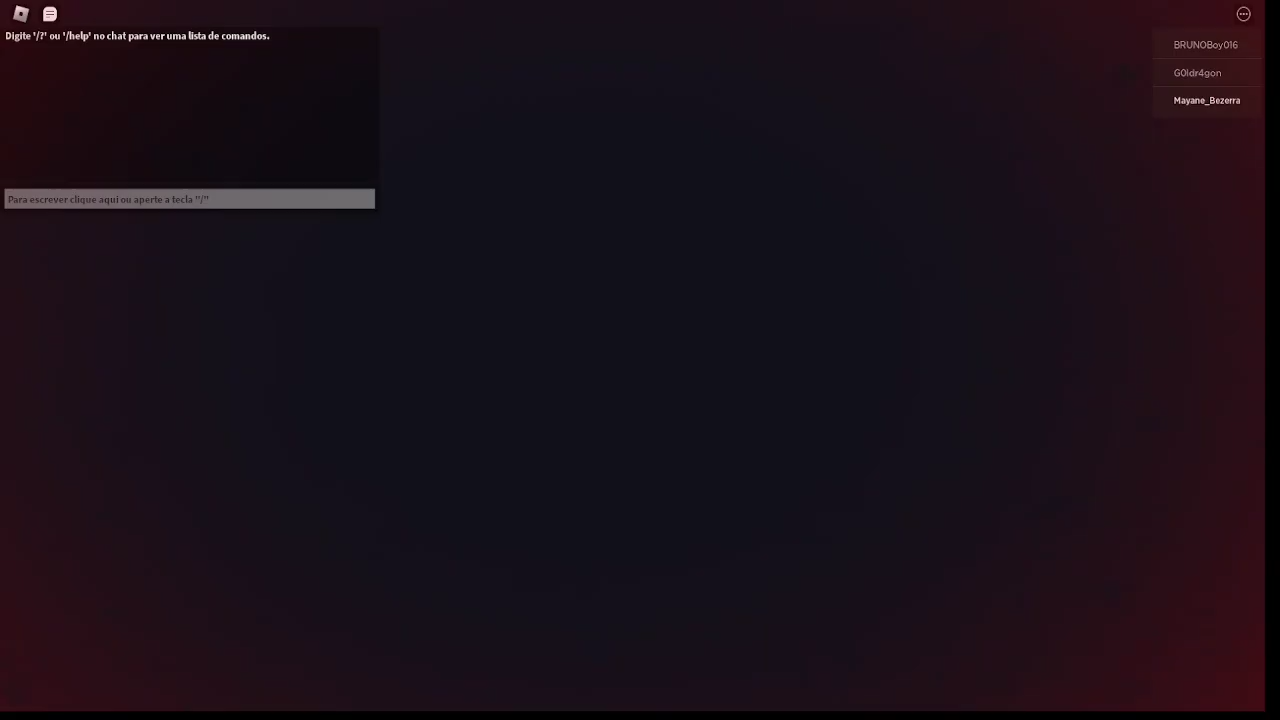 Digite '/?' ou '/help' no chat para ver uma lista de comandos.
Para escrever clique aqui ou aperte a tecla "/"
BRUNOBoy016
G0ldr4gon
Mayane_Bezerra